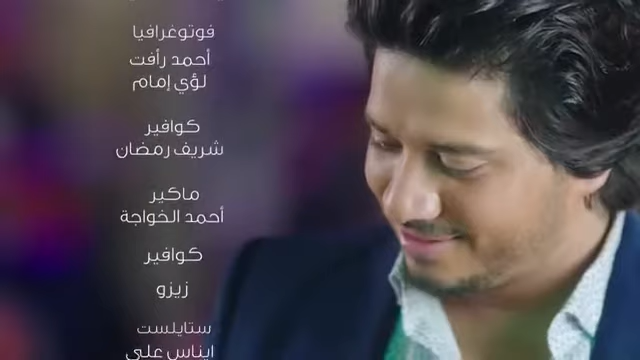 فوتوغرافيا
أحمد رأفت
لؤي إمام
كوافير
شريف رمضان
ماكير
أحمد الخواجة
كوافير
زيزو
ستايلست
ايناس علي